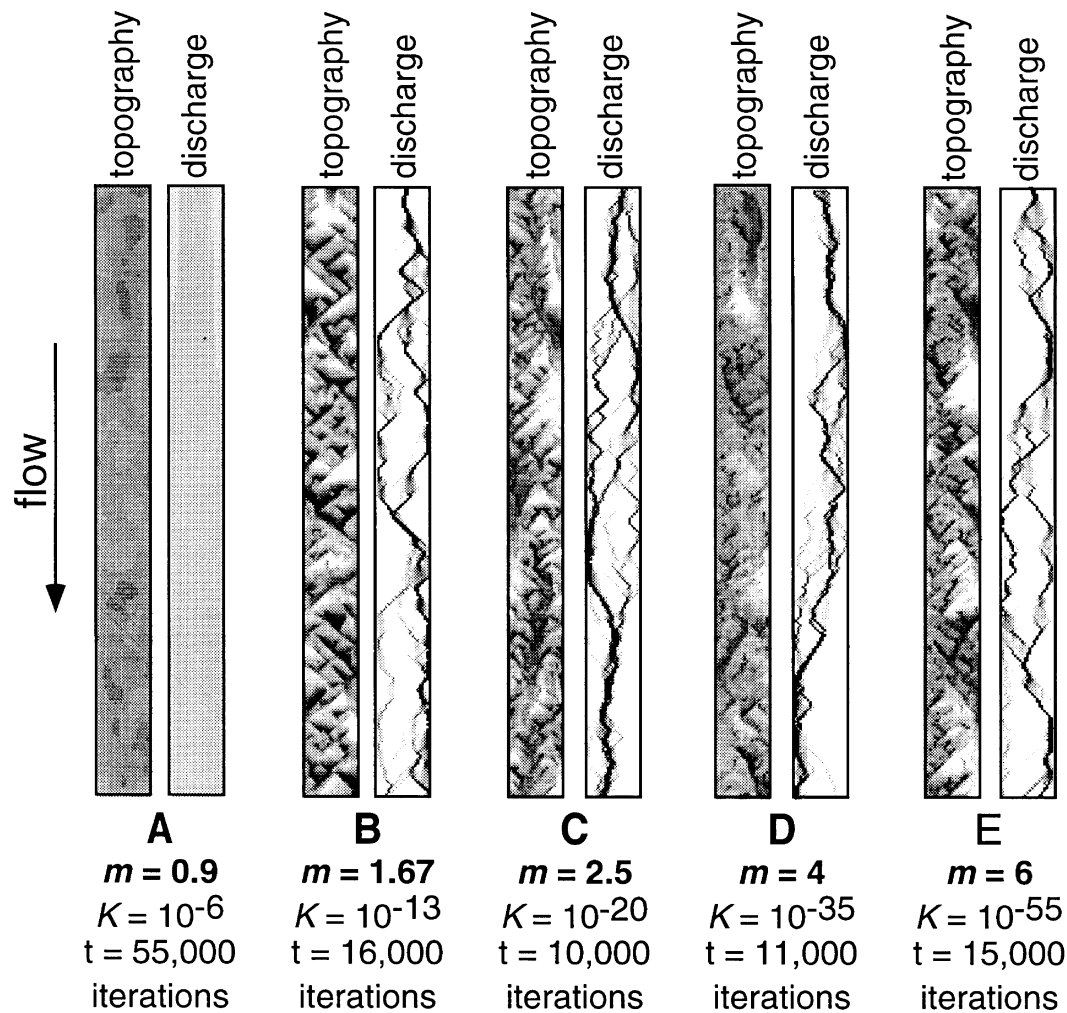 topography
discharge
topography
discharge
topography
discharge
topography
discharge
topography
discharge
flow
A
m = 0.9
K = 10-6
t = 55,000
iterations
B
m = 1.67
K = 10-13
t = 16,000
iterations
C
m = 2.5
K = 10-20
t = 10,000
iterations
D
m = 4
K = 10-35
t = 11,000
iterations
E
m = 6
K = 10-55
t = 15,000
iterations